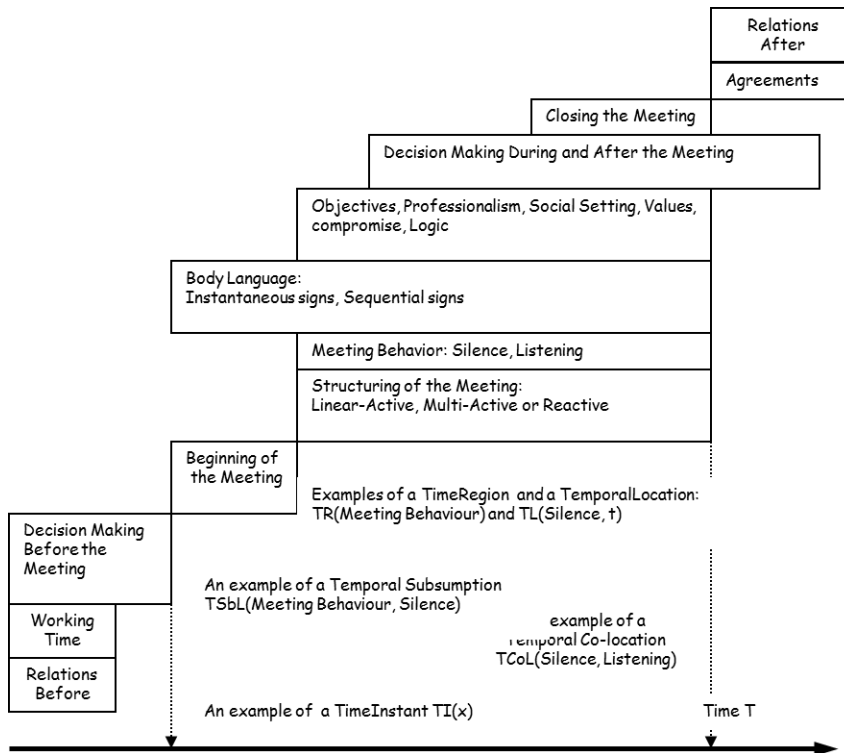 Relations
After
Agreements
Closing the Meeting
Decision Making During and After the Meeting
Objectives, Professionalism, Social Setting, Values,
compromise, Logic
Body Language:
Instantaneous signs, Sequential signs
Meeting Behavior: Silence, Listening
Structuring of the Meeting:
Linear-Active, Multi-Active or Reactive
Beginning of
the Meeting
Examples of a TimeRegion and a TemporalLocation:
TR(Meeting Behaviour) and TL(Silence, t)
Decision Making
Before the
Meeting
An example of a Temporal Subsumption
TSbL(Meeting Behaviour, Silence)
Working
Time
example of a
Temporal Co-location
TCoL(Silence, Listening)
Relations
Before
An example of a TimeInstant TI(x)
Time T